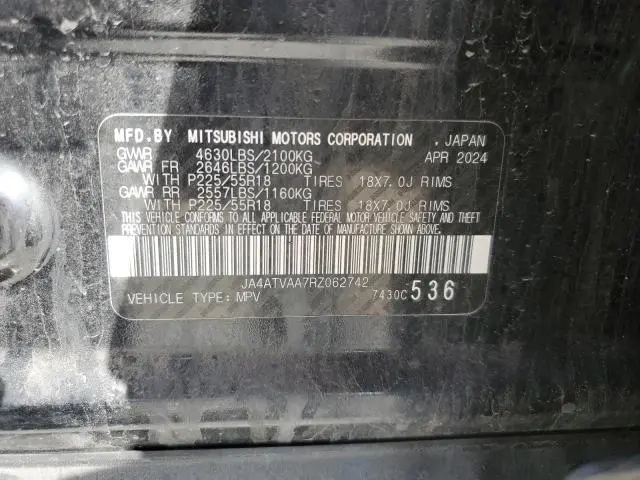 MFD.BY MITSUBISHI MOTORS CORPORATION , JAPAN
GVWR 4630LBS/2100KG APR 2024
GAWR FR 2646LBS/1200KG
WITH P225/55R18 TIRES 18X7.0J RIMS
GAWR RR 2557LBS/1160KG
WITH P225/55R18 TIRES 18X7.0J RIMS
THIS VEHICLE CONFORMS TO ALL APPLICABLE FEDERAL MOTOR VEHICLE SAFETY AND THEFT
PREVENTION STANDARDS IN EFFECT ON THE DATE OF MANUFACTURE SHOWN ABOVE.
JA4ATVAA7RZ062742
VEHICLE TYPE: MPV 7430C 536